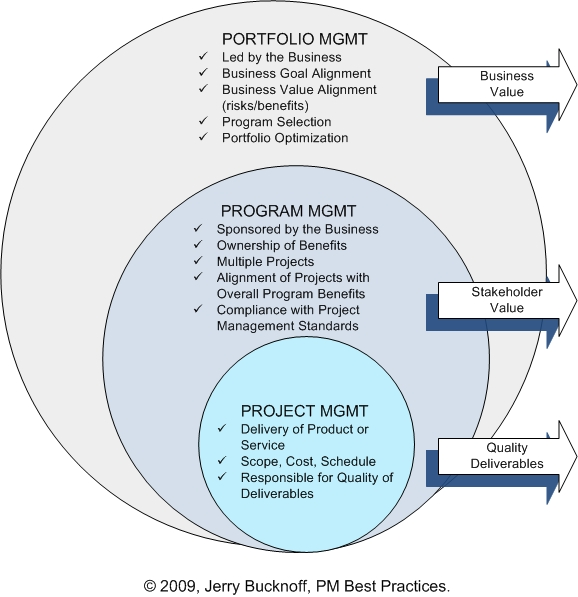 PORTFOLIO MGMT
✓ Led by the Business
✓ Business Goal Alignment
✓ Business Value Alignment
(risks/benefits)
✓ Program Selection
✓ Portfolio Optimization
Business
Value
PROGRAM MGMT
✓ Sponsored by the Business
✓ Ownership of Benefits
✓ Multiple Projects
✓ Alignment of Projects with
Overall Program Benefits
✓ Compliance with Project
Management Standards
Stakeholder
Value
PROJECT MGMT
✓ Delivery of Product or
Service
✓ Scope, Cost, Schedule
✓ Responsible for Quality of
Deliverables
Quality
Deliverables
© 2009, Jerry Bucknoff, PM Best Practices.